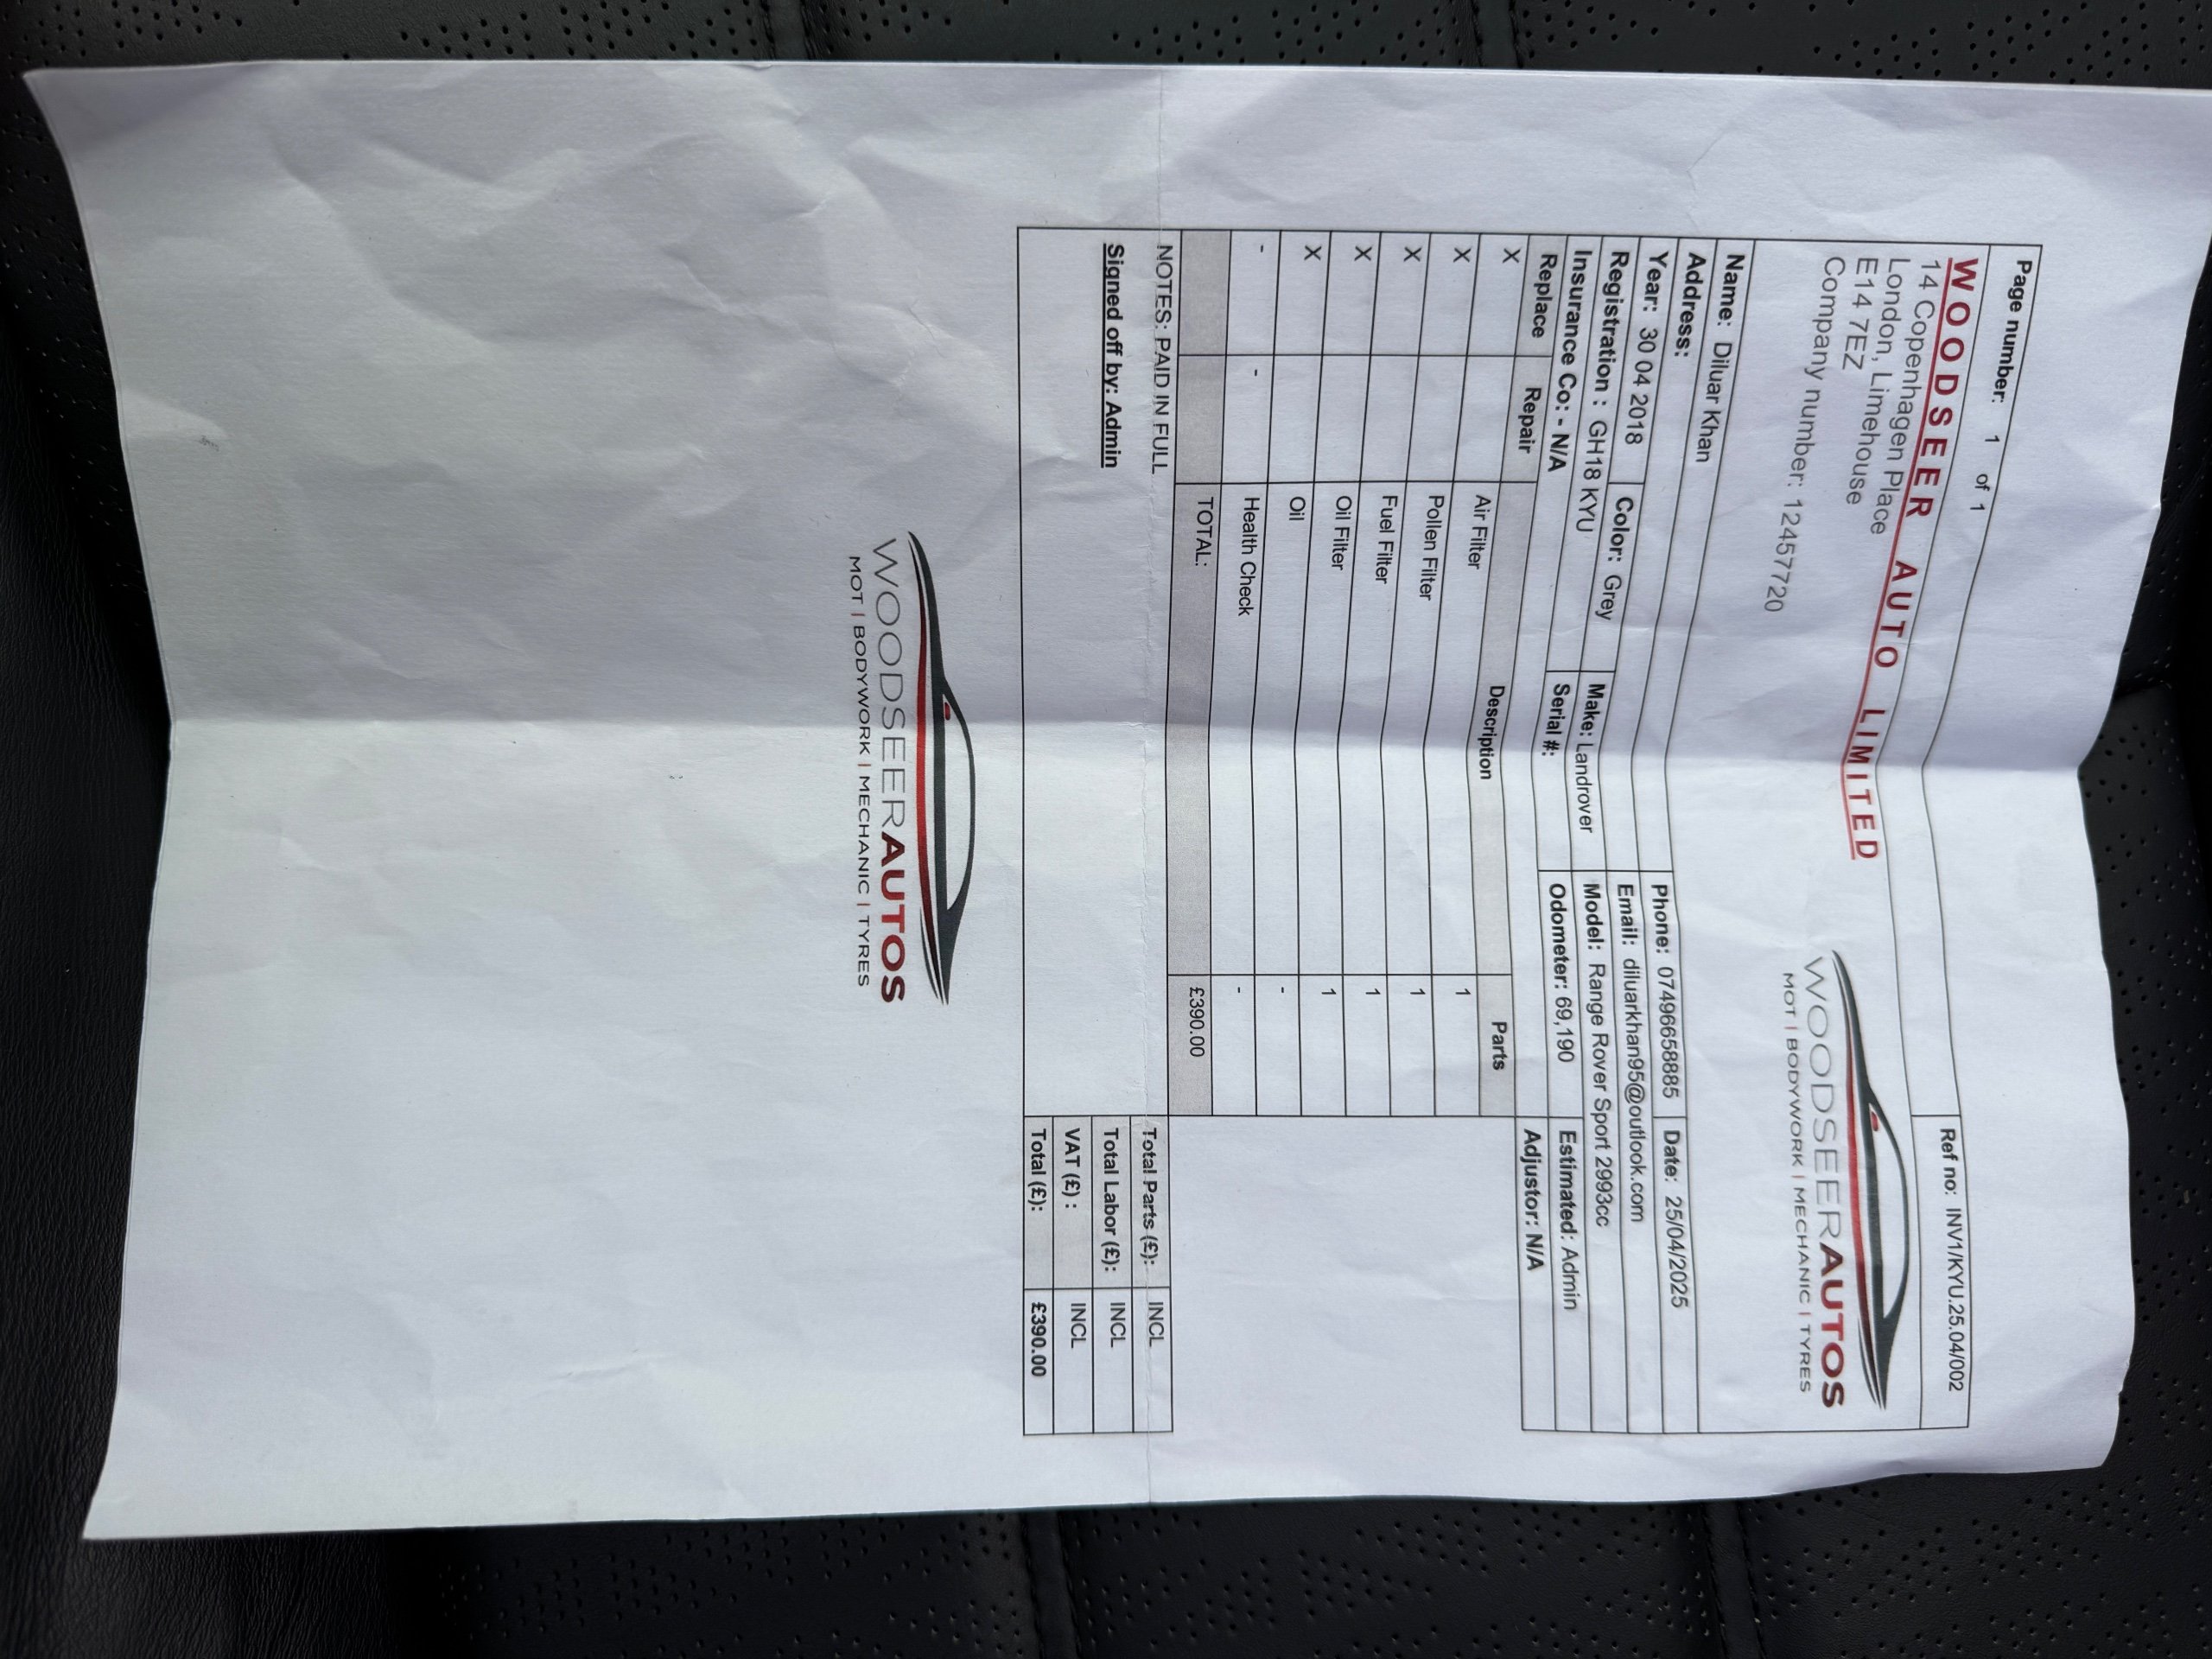 Page number: 1 of 1 Ref no: INV1/KYU.25.04/002
WOODSEER AUTO LIMITED
14 Copenhagen Place
London, Limehouse
E14 7EZ
Company number: 12457720
WOODSEERAUTOS
MOT | BODYWORK | MECHANIC | TYRES
Name: Diluar Khan Phone: 07496658885 Date: 25/04/2025
Address: Email: diluarkhan95@outlook.com
Year: 30 04 2018 Color: Grey Make: Landrover Model: Range Rover Sport 2993cc
Registration : GH18 KYU Serial #: Odometer: 69,190 Estimated: Admin
Insurance Co: - N/A Adjustor: N/A
Replace Repair Description Parts
X Air Filter 1
X Pollen Filter 1
X Fuel Filter 1
X Oil Filter 1
X Oil -
- - Health Check -
TOTAL: £390.00
NOTES: PAID IN FULL
Signed off by: Admin
Total Parts (£): INCL
Total Labor (£): INCL
VAT (£) : INCL
Total (£): £390.00
WOODSEERAUTOS
MOT | BODYWORK | MECHANIC | TYRES